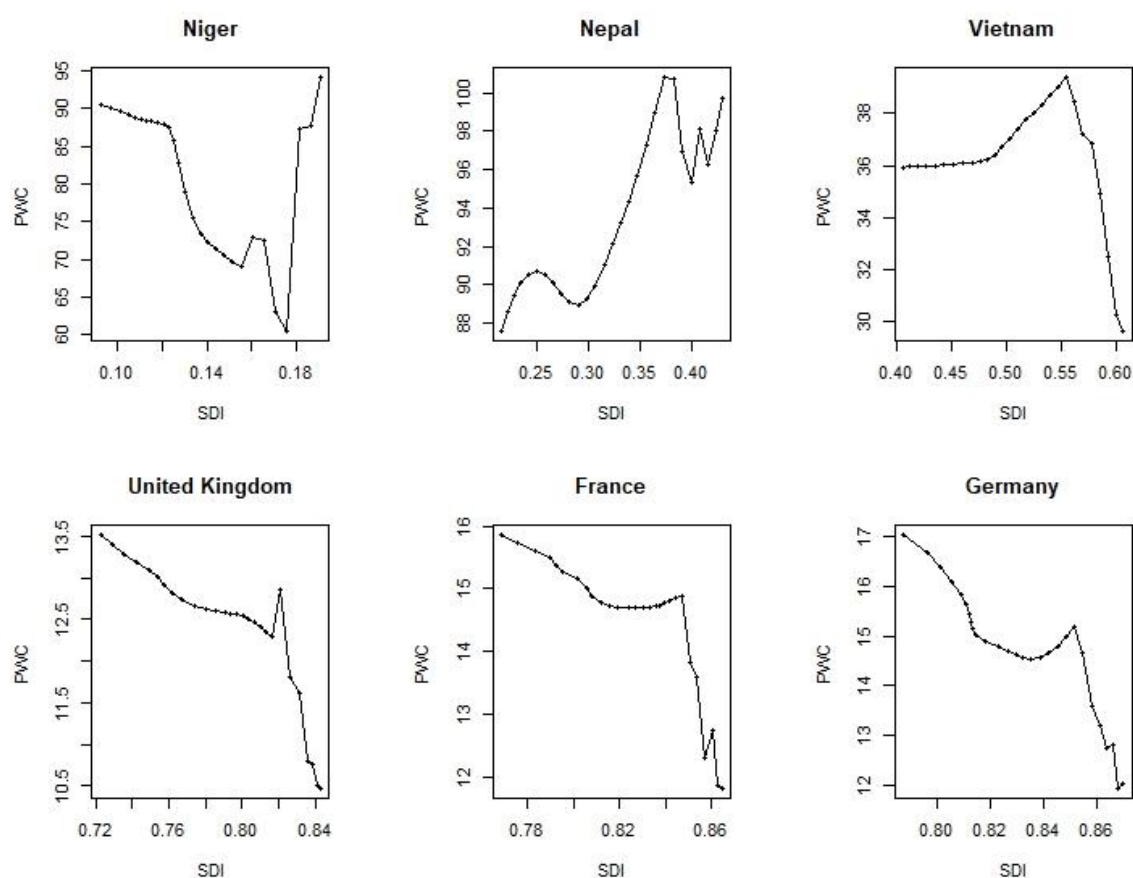 Niger
PWC
60 65 70 75 80 85 90 95
0.10 0.14 0.18
SDI
Nepal
PWC
88 90 92 94 96 98 100
0.25 0.30 0.35 0.40
SDI
Vietnam
PWC
30 32 34 36 38
0.40 0.45 0.50 0.55 0.60
SDI
United Kingdom
PWC
10.5 11.5 12.5 13.5
0.72 0.76 0.80 0.84
SDI
France
PWC
12 13 14 15 16
0.78 0.82 0.86
SDI
Germany
PWC
12 13 14 15 16 17
0.80 0.82 0.84 0.86
SDI